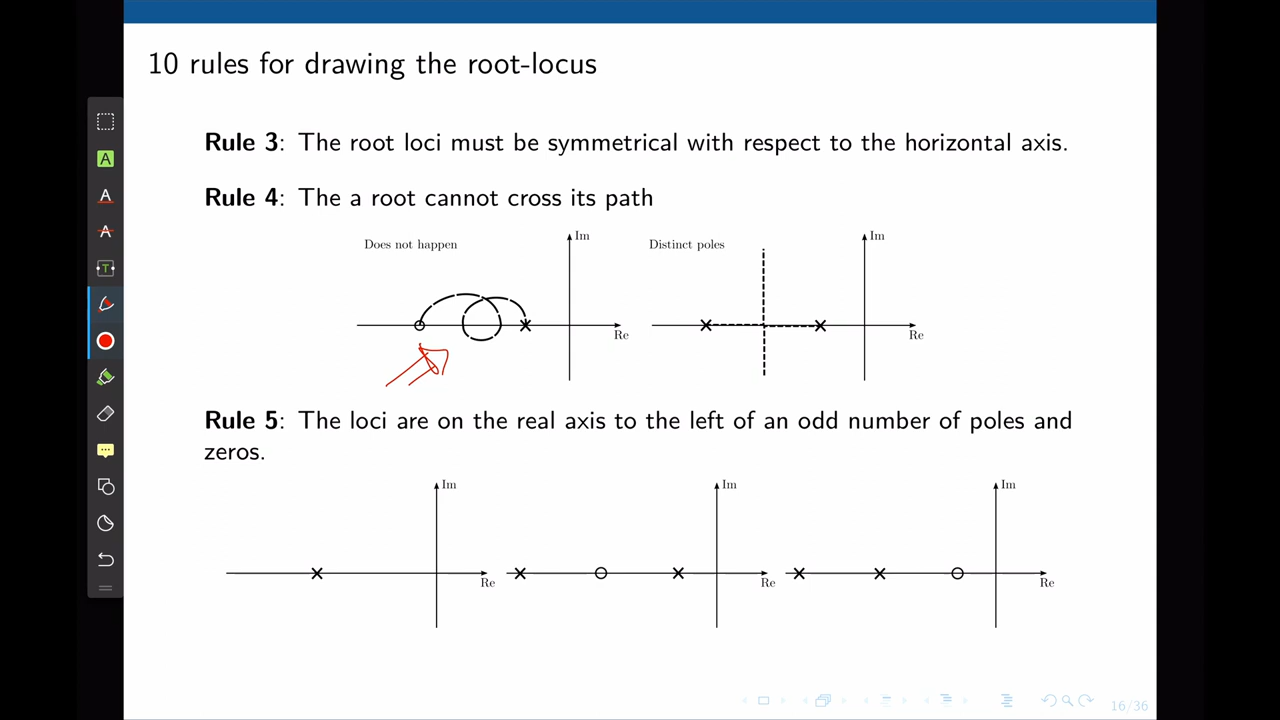 10 rules for drawing the root-locus
Rule 3: The root loci must be symmetrical with respect to the horizontal axis.
Rule 4: The a root cannot cross its path
Does not happen
Im
Re
Distinct poles
Im
Re
Rule 5: The loci are on the real axis to the left of an odd number of poles and
zeros.
Im
Re
Im
Re
Im
Re
16/36
A
A
A
T